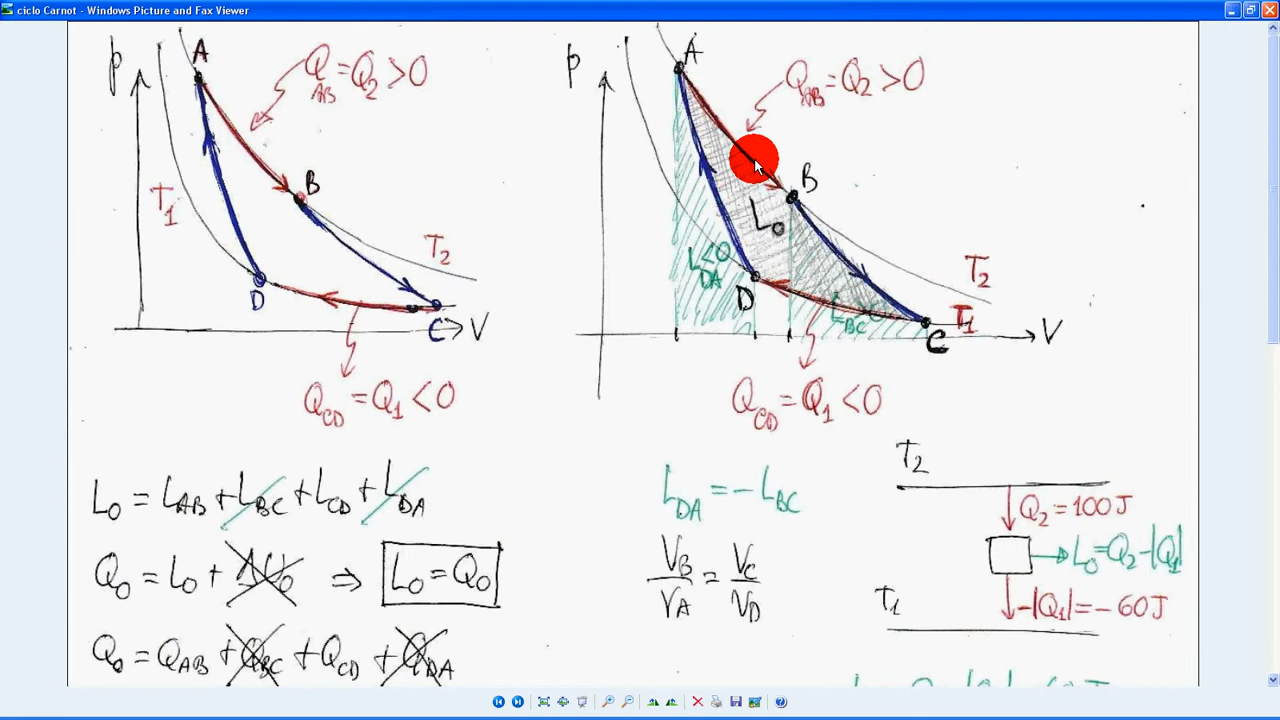 ciclo Carnot - Windows Picture and Fax Viewer
p
A
Q_AB = Q_2 > 0
B
T_1
T_2
D
C
V
Q_CD = Q_1 < 0
p
A
Q_AB = Q_2 > 0
B
L_0
L_DA < 0
T_2
D
T_1
C
V
Q_CD = Q_1 < 0
L_0 = L_AB + L_BC + L_CD + L_DA
Q_0 = L_0 + ΔU_0 ⇒ L_0 = Q_0
Q_0 = Q_AB + Q_BC + Q_CD + Q_DA
L_DA = -L_BC
V_B/V_A = V_C/V_D
T_2
Q_2 = 100 J
L_0 = Q_2 - |Q_1|
T_1
-|Q_1| = -60 J